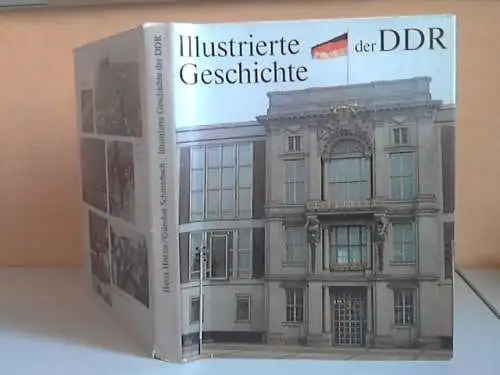 Illustrierte
Geschichte der DDR
Heinz Heitzer/Günther Schmerbach Illustrierte Geschichte der DDR